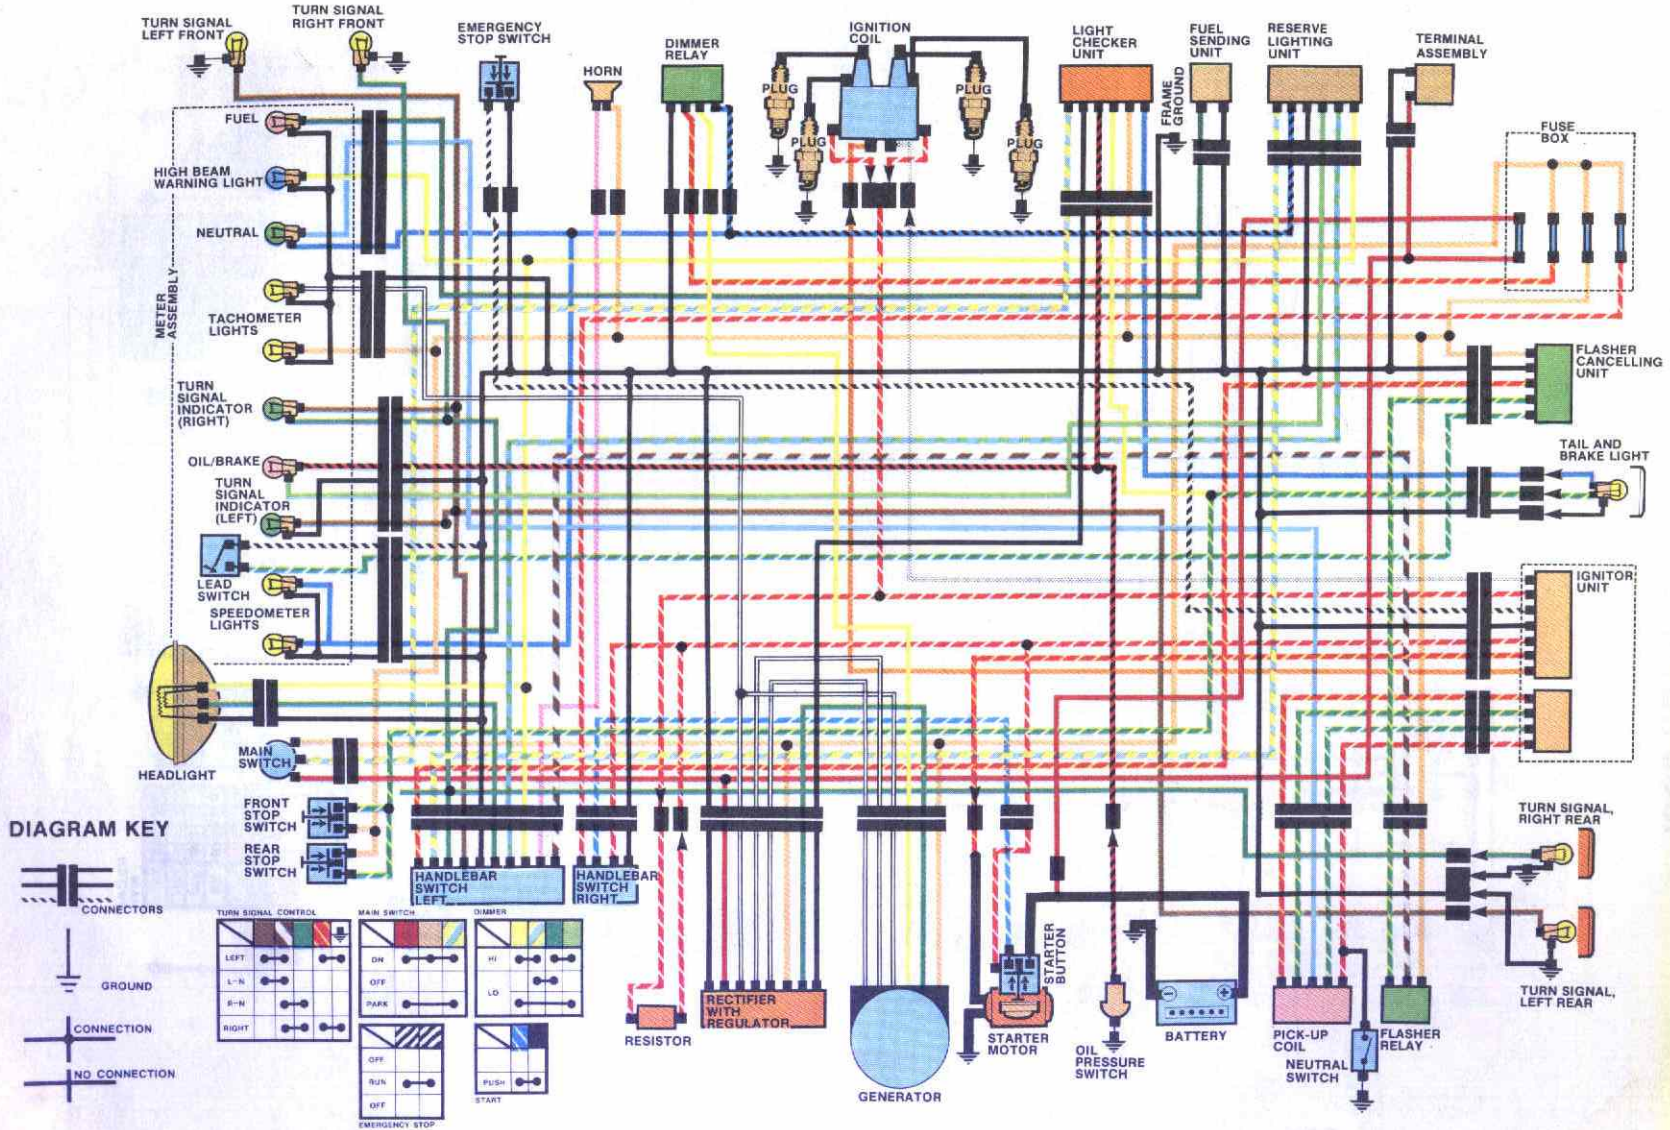 TURN SIGNAL
LEFT FRONT
TURN SIGNAL
RIGHT FRONT
EMERGENCY
STOP SWITCH
HORN
DIMMER
RELAY
IGNITION
COIL
PLUG
PLUG
PLUG
PLUG
LIGHT
CHECKER
UNIT
FRAME
GROUND
FUEL
SENDING
UNIT
RESERVE
LIGHTING
UNIT
TERMINAL
ASSEMBLY
FUSE
BOX
FUEL
HIGH BEAM
WARNING LIGHT
NEUTRAL
METER
ASSEMBLY
TACHOMETER
LIGHTS
TURN
SIGNAL
INDICATOR
(RIGHT)
OIL/BRAKE
TURN
SIGNAL
INDICATOR
(LEFT)
LEAD
SWITCH
SPEEDOMETER
LIGHTS
HEADLIGHT
MAIN
SWITCH
FRONT
STOP
SWITCH
REAR
STOP
SWITCH
FLASHER
CANCELLING
UNIT
TAIL AND
BRAKE LIGHT
IGNITOR
UNIT
TURN SIGNAL,
RIGHT REAR
TURN SIGNAL,
LEFT REAR
DIAGRAM KEY
CONNECTORS
GROUND
CONNECTION
NO CONNECTION
HANDLEBAR
SWITCH
LEFT
HANDLEBAR
SWITCH
RIGHT
TURN SIGNAL CONTROL
LEFT
L-N
R-N
RIGHT
MAIN SWITCH
ON
OFF
PARK
DIMMER
HI
LO
OFF
RUN
OFF
EMERGENCY STOP
PUSH
START
RESISTOR
RECTIFIER
WITH
REGULATOR
GENERATOR
STARTER
BUTTON
STARTER
MOTOR
OIL
PRESSURE
SWITCH
BATTERY
PICK-UP
COIL
NEUTRAL
SWITCH
FLASHER
RELAY